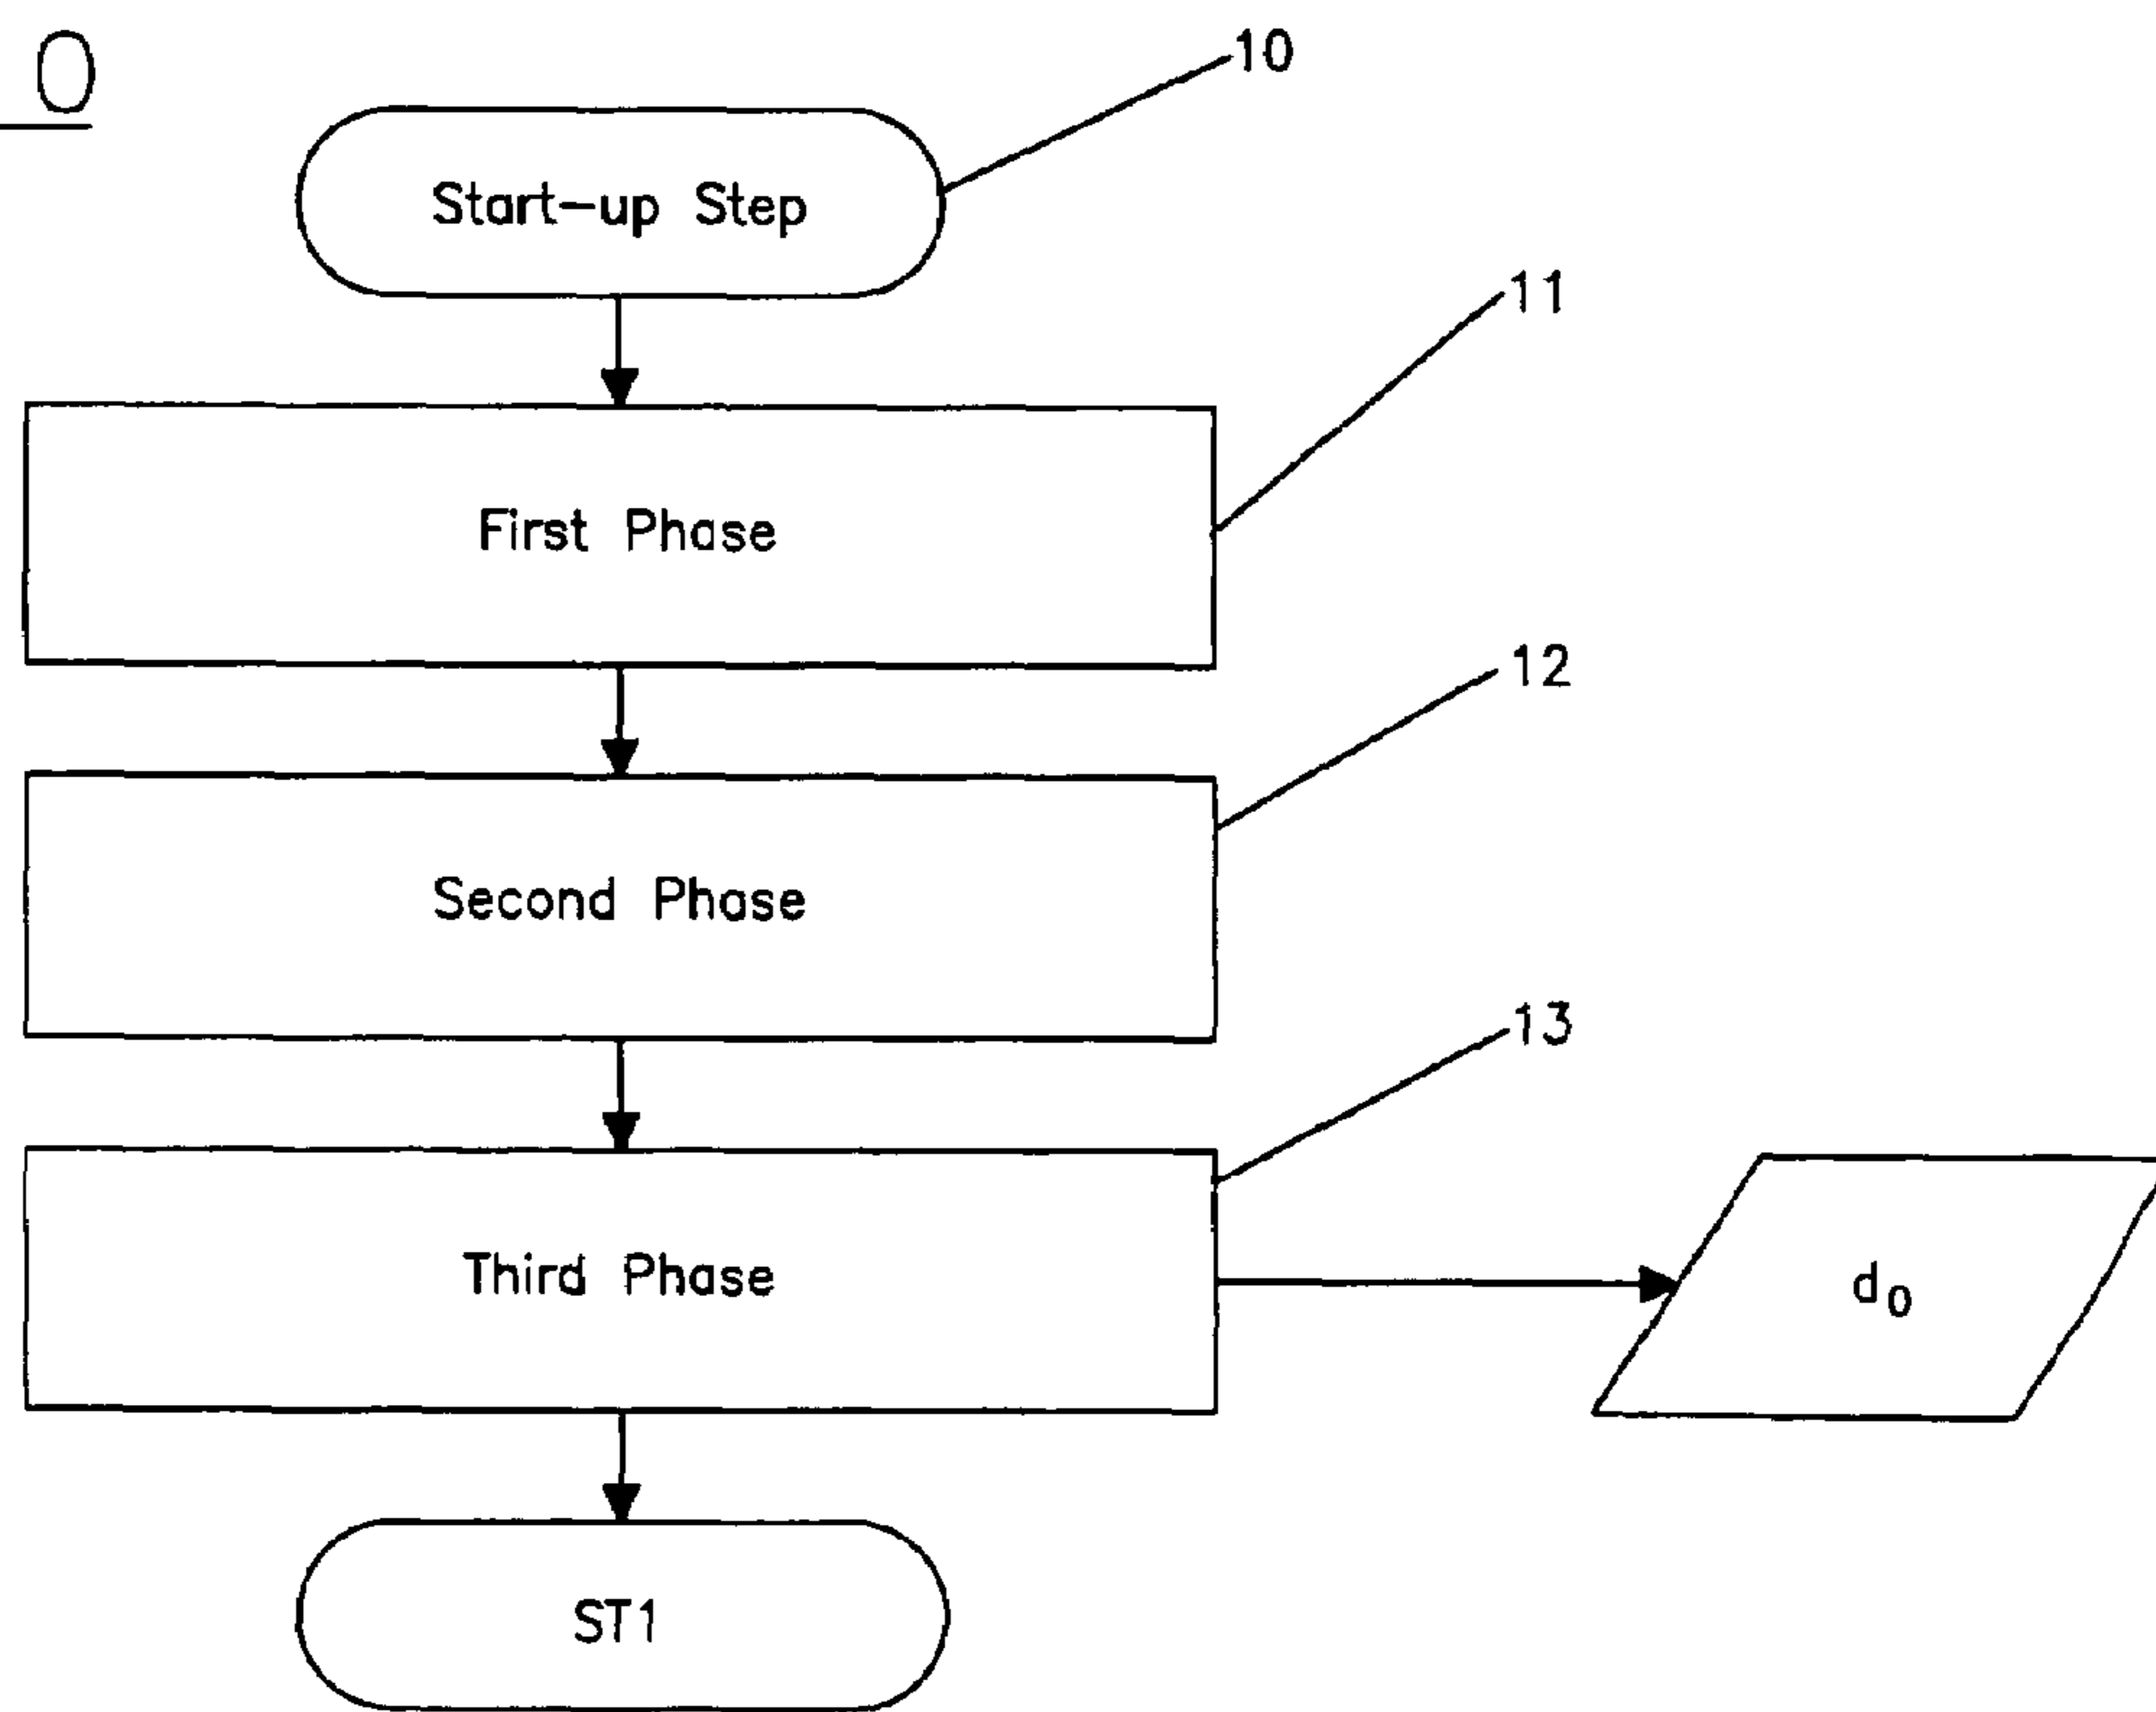 0
10
Start-up Step
11
First Phase
12
Second Phase
13
Third Phase
d0
ST1